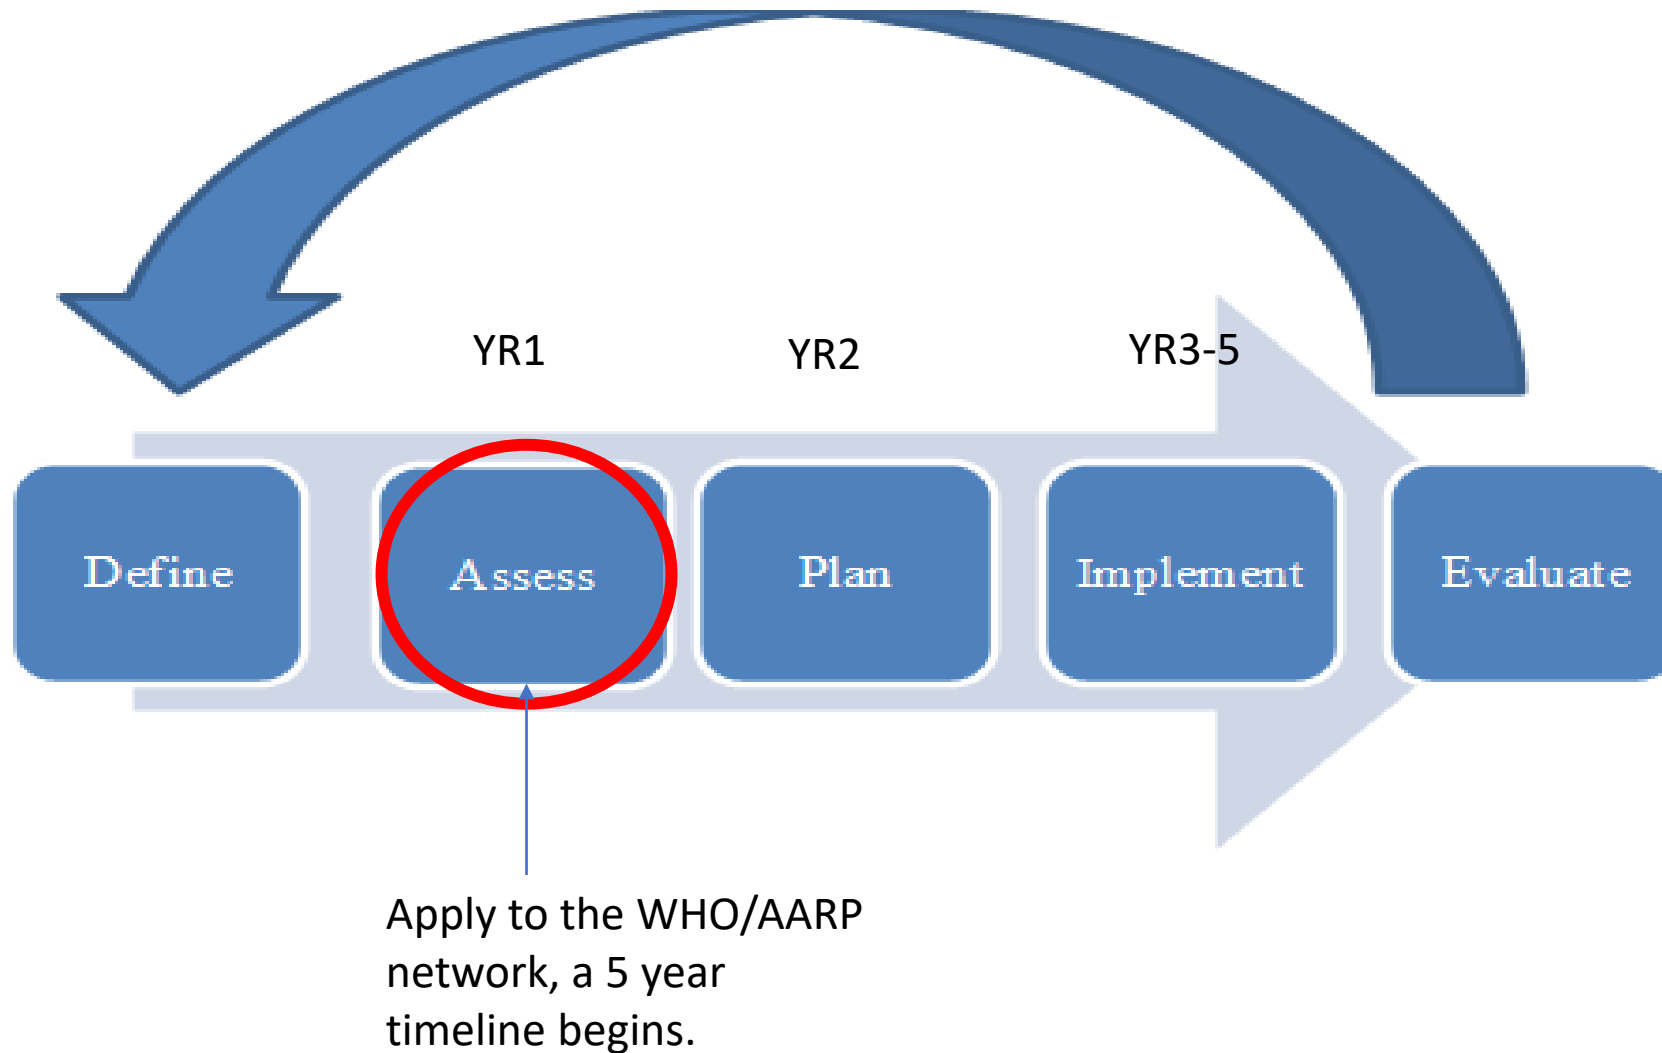 YR1
YR2
YR3-5
Define
Assess
Plan
Implement
Evaluate
Apply to the WHO/AARP
network, a 5 year
timeline begins.